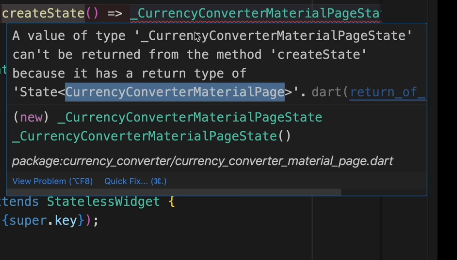 createState() => _CurrencyConverterMaterialPageSta
A value of type '_CurrencyConverterMaterialPageState'
can't be returned from the method 'createState'
because it has a return type of
'State<CurrencyConverterMaterialPage>'. dart(return_of_
(new) _CurrencyConverterMaterialPageState
_CurrencyConverterMaterialPageState()
package:currency_converter/currency_converter_material_page.dart
View Problem (⌥F8) Quick Fix... (⌘.)
xtends StatelessWidget {
{super.key});